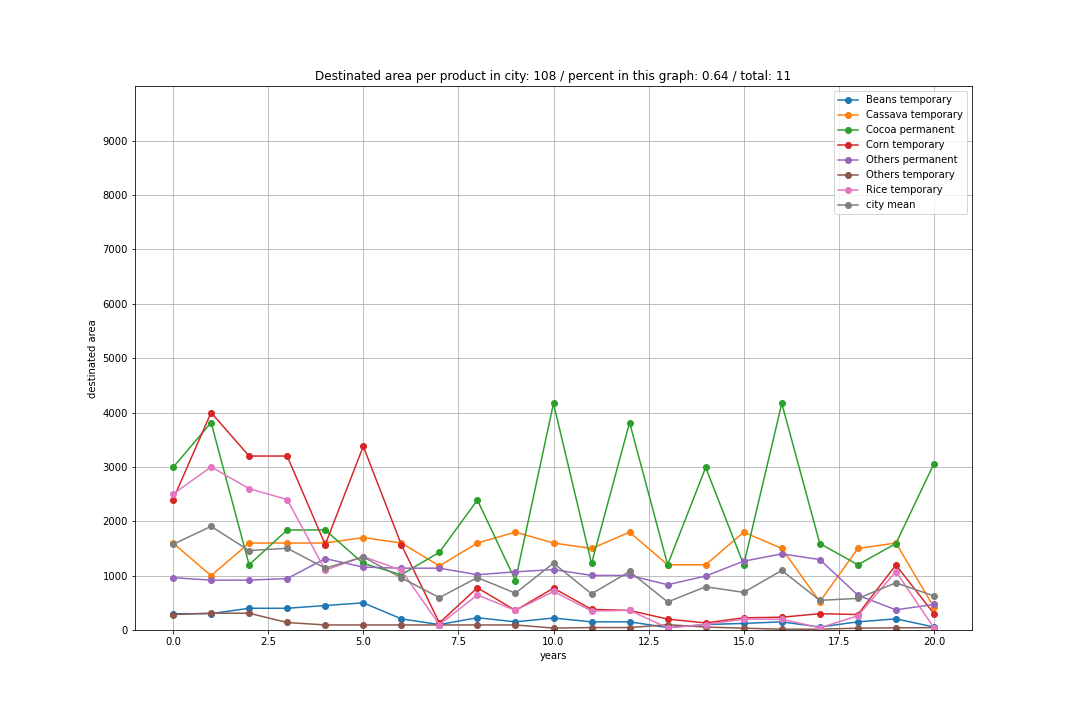 Destinated area per product in city: 108 / percent in this graph: 0.64 / total: 11
Beans temporary
Cassava temporary
Cocoa permanent
Corn temporary
Others permanent
Others temporary
Rice temporary
city mean
9000
8000
7000
6000
5000
4000
3000
2000
1000
0
destinated area
0.0 2.5 5.0 7.5 10.0 12.5 15.0 17.5 20.0
years